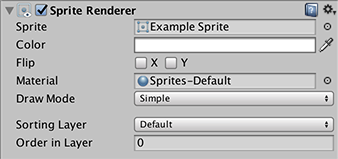 Sprite Renderer
Sprite Example Sprite
Color
Flip X Y
Material Sprites-Default
Draw Mode Simple
Sorting Layer Default
Order in Layer 0